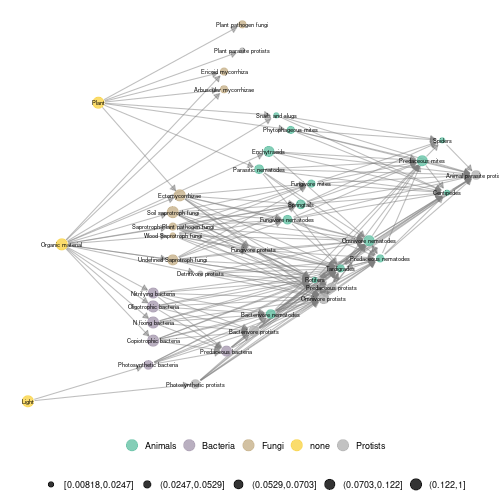 Plant pathogen fungi
Plant parasite protists
Ericoid mycorrhiza
Arbuscular mycorrhizae
Plant
Snails and slugs
Phytophagous mites
Spiders
Enchytraeids
Predaceous mites
Parasitic nematodes
Animal parasite protists
Fungivore mites
Centipedes
Ectomycorrhizae
Springtails
Soil saprotroph fungi
Fungivore nematodes
Plant pathogen fungi
Wood Saprotroph fungi
Organic material
Omnivore nematodes
Fungivore protists
Undefined Saprotroph fungi
Predaceous nematodes
Tardigrades
Detritivore protists
Rotifers
Predaceous protists
Nitrifying bacteria
Omnivore protists
Oligotrophic bacteria
Bacterivore nematodes
N fixing bacteria
Bacterivore protists
Copiotrophic bacteria
Predaceous bacteria
Photosynthetic bacteria
Photosynthetic protists
Light
Animals Bacteria Fungi none Protists
[0.00818,0.0247] (0.0247,0.0529] (0.0529,0.0703] (0.0703,0.122] (0.122,1]